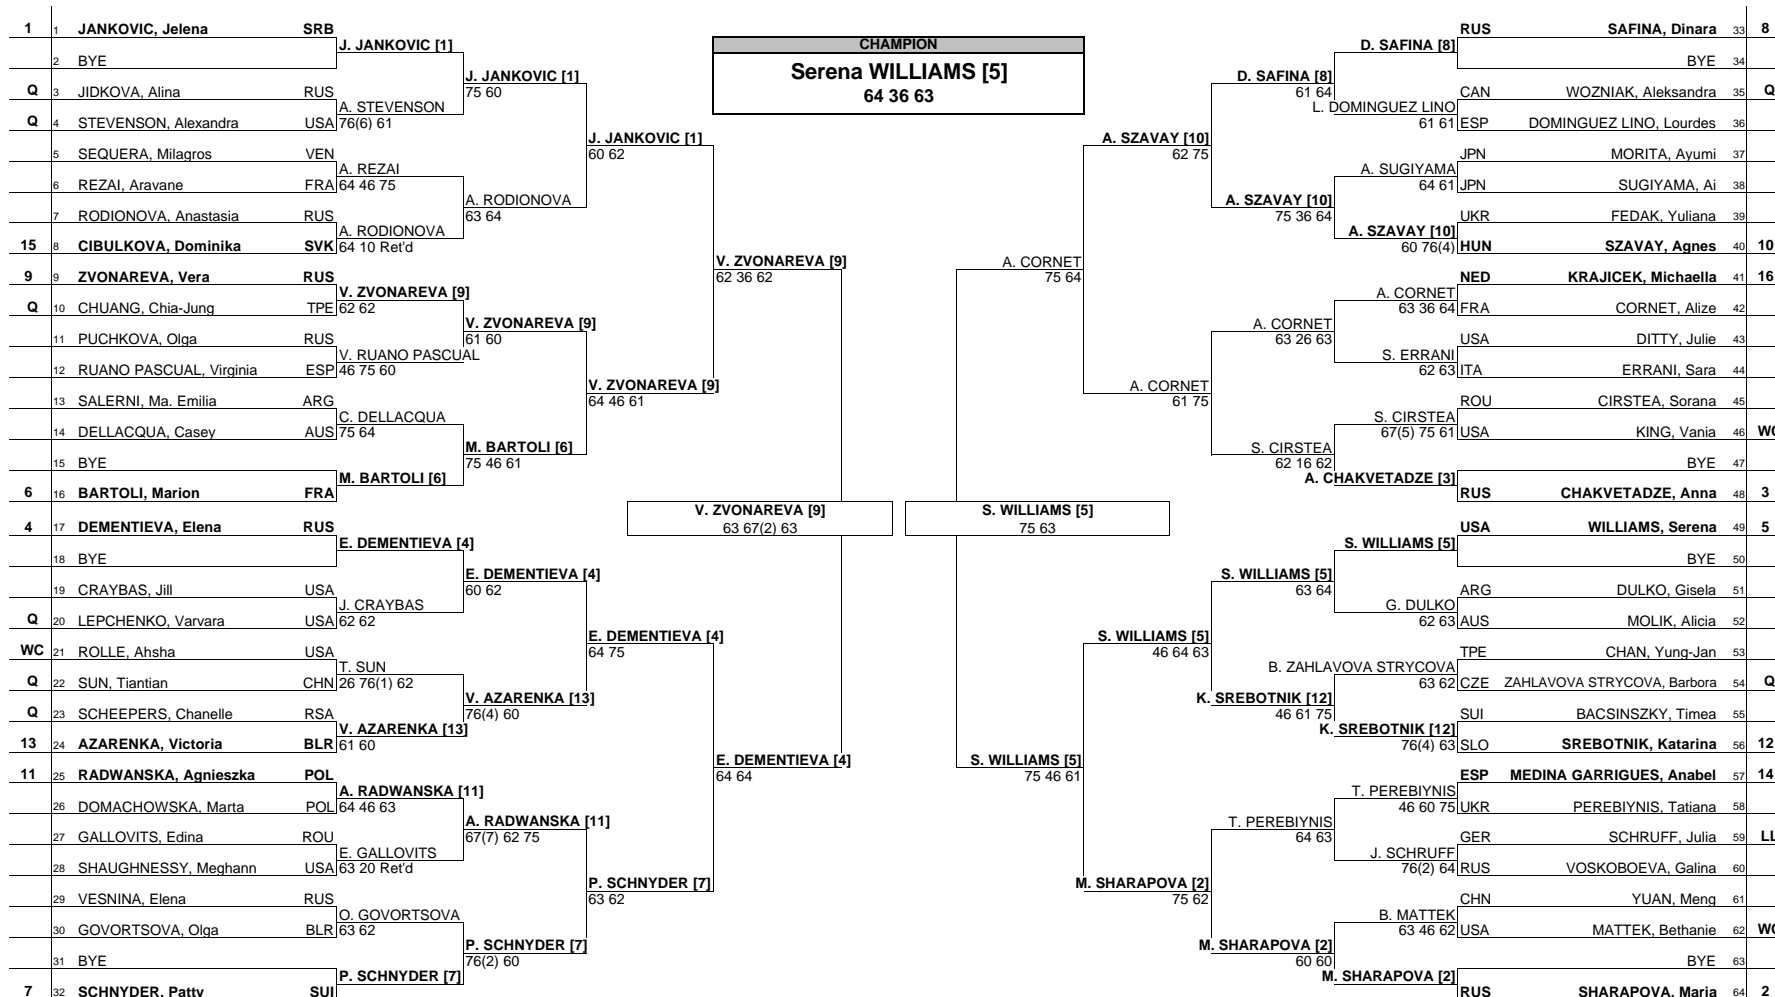 1 1 JANKOVIC, Jelena SRB
J. JANKOVIC [1]
2 BYE
J. JANKOVIC [1]
75 60
Q 3 JIDKOVA, Alina RUS
A. STEVENSON
76(6) 61
Q 4 STEVENSON, Alexandra USA
J. JANKOVIC [1]
60 62
5 SEQUERA, Milagros VEN
A. REZAI
64 46 75
6 REZAI, Aravane FRA
A. RODIONOVA
63 64
7 RODIONOVA, Anastasia RUS
A. RODIONOVA
64 10 Ret'd
15 8 CIBULKOVA, Dominika SVK
V. ZVONAREVA [9]
62 36 62
9 9 ZVONAREVA, Vera RUS
V. ZVONAREVA [9]
62 62
Q 10 CHUANG, Chia-Jung TPE
V. ZVONAREVA [9]
61 60
11 PUCHKOVA, Olga RUS
V. RUANO PASCUAL
46 75 60
12 RUANO PASCUAL, Virginia ESP
V. ZVONAREVA [9]
64 46 61
13 SALERNI, Ma. Emilia ARG
C. DELLACQUA
75 64
14 DELLACQUA, Casey AUS
M. BARTOLI [6]
75 46 61
15 BYE
M. BARTOLI [6]
6 16 BARTOLI, Marion FRA
V. ZVONAREVA [9]
63 67(2) 63
4 17 DEMENTIEVA, Elena RUS
E. DEMENTIEVA [4]
18 BYE
E. DEMENTIEVA [4]
60 62
19 CRAYBAS, Jill USA
J. CRAYBAS
62 62
Q 20 LEPCHENKO, Varvara USA
E. DEMENTIEVA [4]
64 75
WC 21 ROLLE, Ahsha USA
T. SUN
26 76(1) 62
Q 22 SUN, Tiantian CHN
V. AZARENKA [13]
76(4) 60
Q 23 SCHEEPERS, Chanelle RSA
V. AZARENKA [13]
61 60
13 24 AZARENKA, Victoria BLR
E. DEMENTIEVA [4]
64 64
11 25 RADWANSKA, Agnieszka POL
A. RADWANSKA [11]
64 46 63
26 DOMACHOWSKA, Marta POL
A. RADWANSKA [11]
67(7) 62 75
27 GALLOVITS, Edina ROU
E. GALLOVITS
63 20 Ret'd
28 SHAUGHNESSY, Meghann USA
P. SCHNYDER [7]
63 62
29 VESNINA, Elena RUS
O. GOVORTSOVA
63 62
30 GOVORTSOVA, Olga BLR
P. SCHNYDER [7]
76(2) 60
31 BYE
P. SCHNYDER [7]
7 32 SCHNYDER, Patty SUI
CHAMPION
Serena WILLIAMS [5]
64 36 63
RUS SAFINA, Dinara 33 8
D. SAFINA [8]
BYE 34
D. SAFINA [8]
61 64
CAN WOZNIAK, Aleksandra 35 Q
L. DOMINGUEZ LINO
61 61
ESP DOMINGUEZ LINO, Lourdes 36
A. SZAVAY [10]
62 75
JPN MORITA, Ayumi 37
A. SUGIYAMA
64 61
JPN SUGIYAMA, Ai 38
A. SZAVAY [10]
75 36 64
UKR FEDAK, Yuliana 39
A. SZAVAY [10]
60 76(4)
HUN SZAVAY, Agnes 40 10
A. CORNET
75 64
NED KRAJICEK, Michaella 41 16
A. CORNET
63 36 64
FRA CORNET, Alize 42
A. CORNET
63 26 63
USA DITTY, Julie 43
S. ERRANI
62 63
ITA ERRANI, Sara 44
A. CORNET
61 75
ROU CIRSTEA, Sorana 45
S. CIRSTEA
67(5) 75 61
USA KING, Vania 46 WC
S. CIRSTEA
62 16 62
BYE 47
A. CHAKVETADZE [3]
RUS CHAKVETADZE, Anna 48 3
S. WILLIAMS [5]
75 63
USA WILLIAMS, Serena 49 5
S. WILLIAMS [5]
BYE 50
S. WILLIAMS [5]
63 64
ARG DULKO, Gisela 51
G. DULKO
62 63
AUS MOLIK, Alicia 52
S. WILLIAMS [5]
46 64 63
TPE CHAN, Yung-Jan 53
B. ZAHLAVOVA STRYCOVA
63 62
CZE ZAHLAVOVA STRYCOVA, Barbora 54 Q
K. SREBOTNIK [12]
46 61 75
SUI BACSINSZKY, Timea 55
K. SREBOTNIK [12]
76(4) 63
SLO SREBOTNIK, Katarina 56 12
S. WILLIAMS [5]
75 46 61
ESP MEDINA GARRIGUES, Anabel 57 14
T. PEREBIYNIS
46 60 75
UKR PEREBIYNIS, Tatiana 58
T. PEREBIYNIS
64 63
GER SCHRUFF, Julia 59 LL
J. SCHRUFF
76(2) 64
RUS VOSKOBOEVA, Galina 60
M. SHARAPOVA [2]
75 62
CHN YUAN, Meng 61
B. MATTEK
63 46 62
USA MATTEK, Bethanie 62 WC
M. SHARAPOVA [2]
60 60
BYE 63
M. SHARAPOVA [2]
RUS SHARAPOVA, Maria 64 2